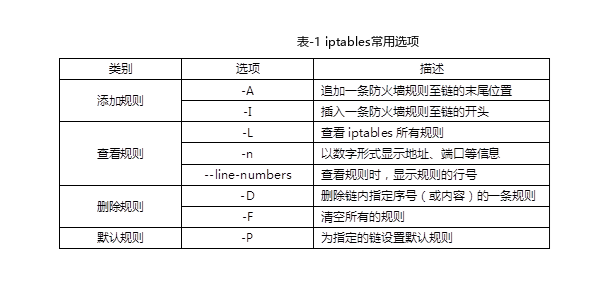 表-1 iptables常用选项
类别 选项 描述
添加规则 -A 追加一条防火墙规则至链的末尾位置
-I 插入一条防火墙规则至链的开头
查看规则 -L 查看 iptables 所有规则
-n 以数字形式显示地址、端口等信息
--line-numbers 查看规则时，显示规则的行号
删除规则 -D 删除链内指定序号（或内容）的一条规则
-F 清空所有的规则
默认规则 -P 为指定的链设置默认规则